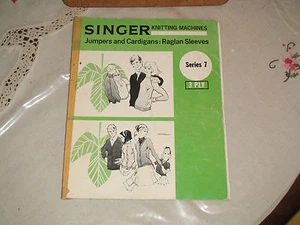 SINGER KNITTING MACHINES
Jumpers and Cardigans: Raglan Sleeves
Series 7
3 PLY